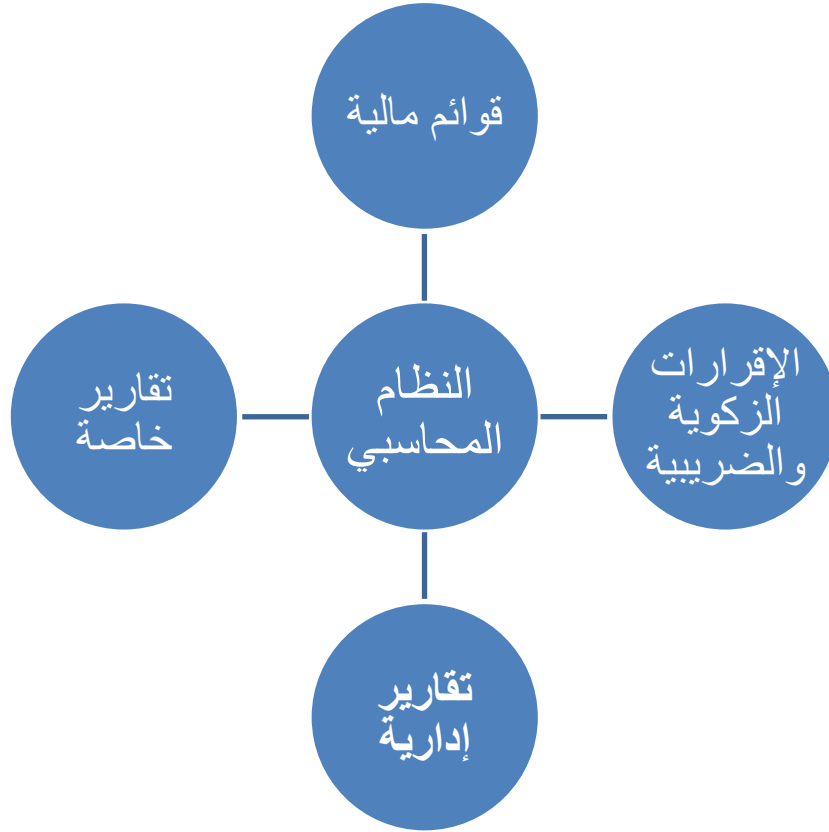 قوائم مالية
الإقرارات
الزكوية
والضريبية
النظام
المحاسبي
تقارير
خاصة
تقارير
إدارية